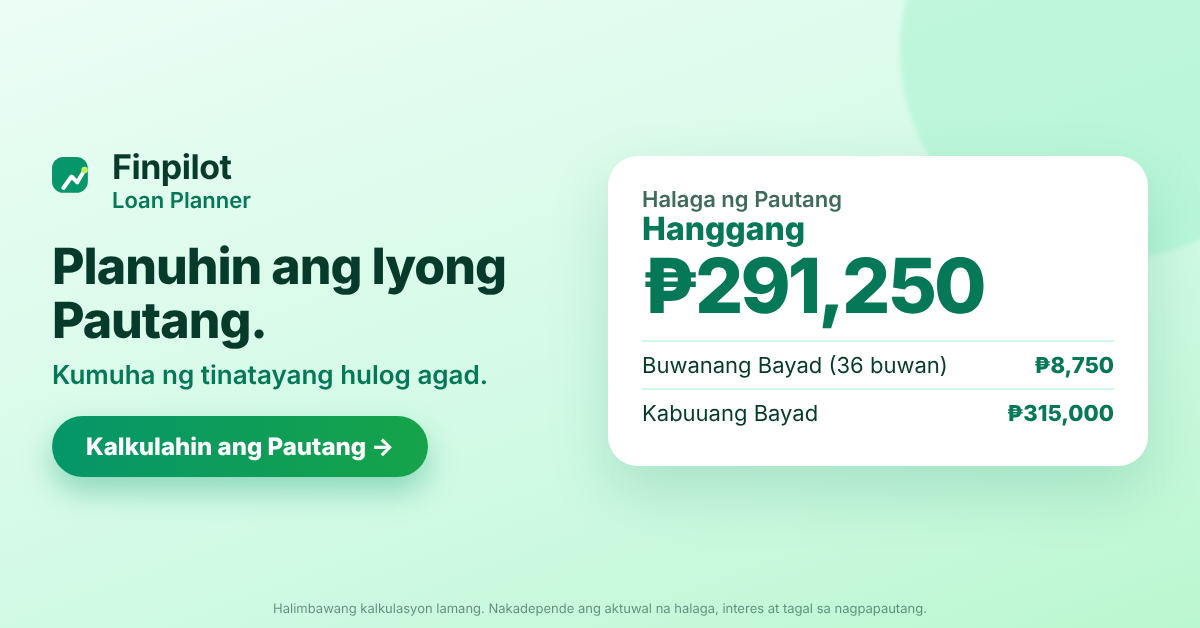 Finpilot
Loan Planner
Planuhin ang Iyong
Pautang.
Kumuha ng tinatayang hulog agad.
Kalkulahin ang Pautang →
Halaga ng Pautang
Hanggang
₱291,250
Buwanang Bayad (36 buwan) ₱8,750
Kabuuang Bayad ₱315,000
Halimbawang kalkulasyon lamang. Nakadepende ang aktuwal na halaga, interes at tagal sa nagpapautang.